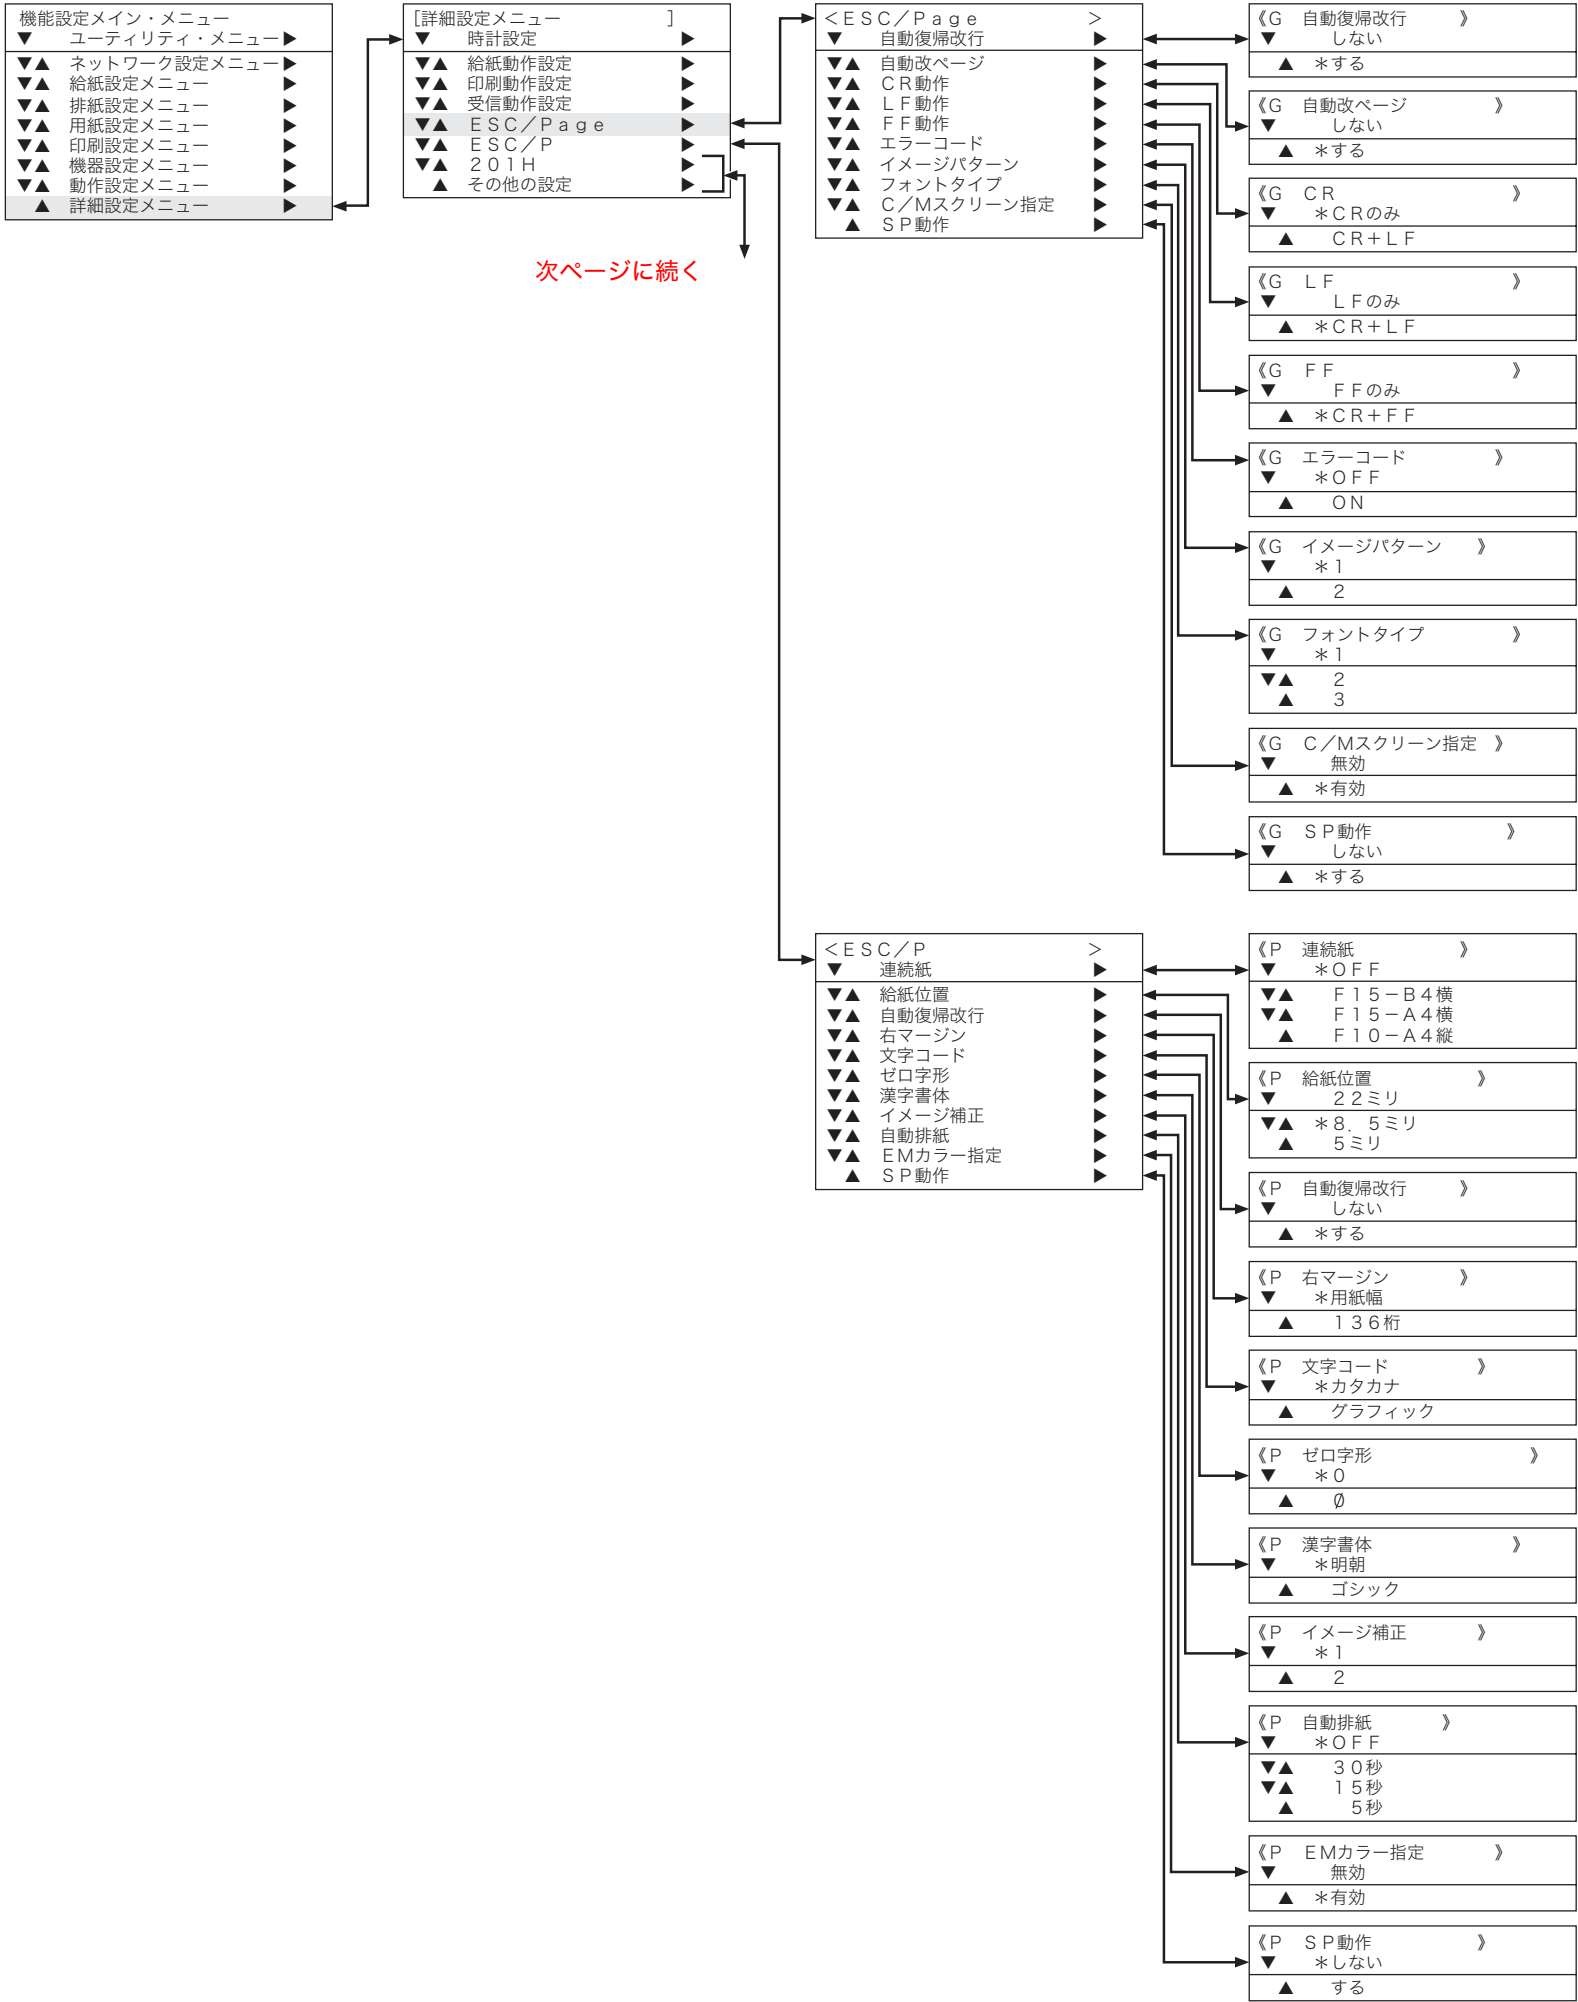 機能設定メイン・メニュー
▼ ユーティリティ・メニュー▶
▼▲ ネットワーク設定メニュー▶
▼▲ 給紙設定メニュー ▶
▼▲ 排紙設定メニュー ▶
▼▲ 用紙設定メニュー ▶
▼▲ 印刷設定メニュー ▶
▼▲ 機器設定メニュー ▶
▼▲ 動作設定メニュー ▶
▲ 詳細設定メニュー ▶
[詳細設定メニュー ]
▼ 時計設定 ▶
▼▲ 給紙動作設定 ▶
▼▲ 印刷動作設定 ▶
▼▲ 受信動作設定 ▶
▼▲ ESC/Page ▶
▼▲ ESC/P ▶
▼▲ 201H ▶
▲ その他の設定 ▶
次ページに続く
<ESC/Page >
▼ 自動復帰改行 ▶
▼▲ 自動改ページ ▶
▼▲ CR動作 ▶
▼▲ LF動作 ▶
▼▲ FF動作 ▶
▼▲ エラーコード ▶
▼▲ イメージパターン ▶
▼▲ フォントタイプ ▶
▼▲ C/Mスクリーン指定 ▶
▲ SP動作 ▶
《G 自動復帰改行 》
▼ しない
▲ *する
《G 自動改ページ 》
▼ しない
▲ *する
《G CR 》
▼ *CRのみ
▲ CR+LF
《G LF 》
▼ LFのみ
▲ *CR+LF
《G FF 》
▼ FFのみ
▲ *CR+FF
《G エラーコード 》
▼ *OFF
▲ ON
《G イメージパターン 》
▼ *1
▲ 2
《G フォントタイプ 》
▼ *1
▼▲ 2
▲ 3
《G C/Mスクリーン指定 》
▼ 無効
▲ *有効
《G SP動作 》
▼ しない
▲ *する
<ESC/P >
▼ 連続紙 ▶
▼▲ 給紙位置 ▶
▼▲ 自動復帰改行 ▶
▼▲ 右マージン ▶
▼▲ 文字コード ▶
▼▲ ゼロ字形 ▶
▼▲ 漢字書体 ▶
▼▲ イメージ補正 ▶
▼▲ 自動排紙 ▶
▼▲ EMカラー指定 ▶
▲ SP動作 ▶
《P 連続紙 》
▼ *OFF
▼▲ F15-B4横
▼▲ F15-A4横
▲ F10-A4縦
《P 給紙位置 》
▼ 22ミリ
▼▲ *8.5ミリ
▲ 5ミリ
《P 自動復帰改行 》
▼ しない
▲ *する
《P 右マージン 》
▼ *用紙幅
▲ 136桁
《P 文字コード 》
▼ *カタカナ
▲ グラフィック
《P ゼロ字形 》
▼ *0
▲ Ø
《P 漢字書体 》
▼ *明朝
▲ ゴシック
《P イメージ補正 》
▼ *1
▲ 2
《P 自動排紙 》
▼ *OFF
▼▲ 30秒
▼▲ 15秒
▲ 5秒
《P EMカラー指定 》
▼ 無効
▲ *有効
《P SP動作 》
▼ *しない
▲ する